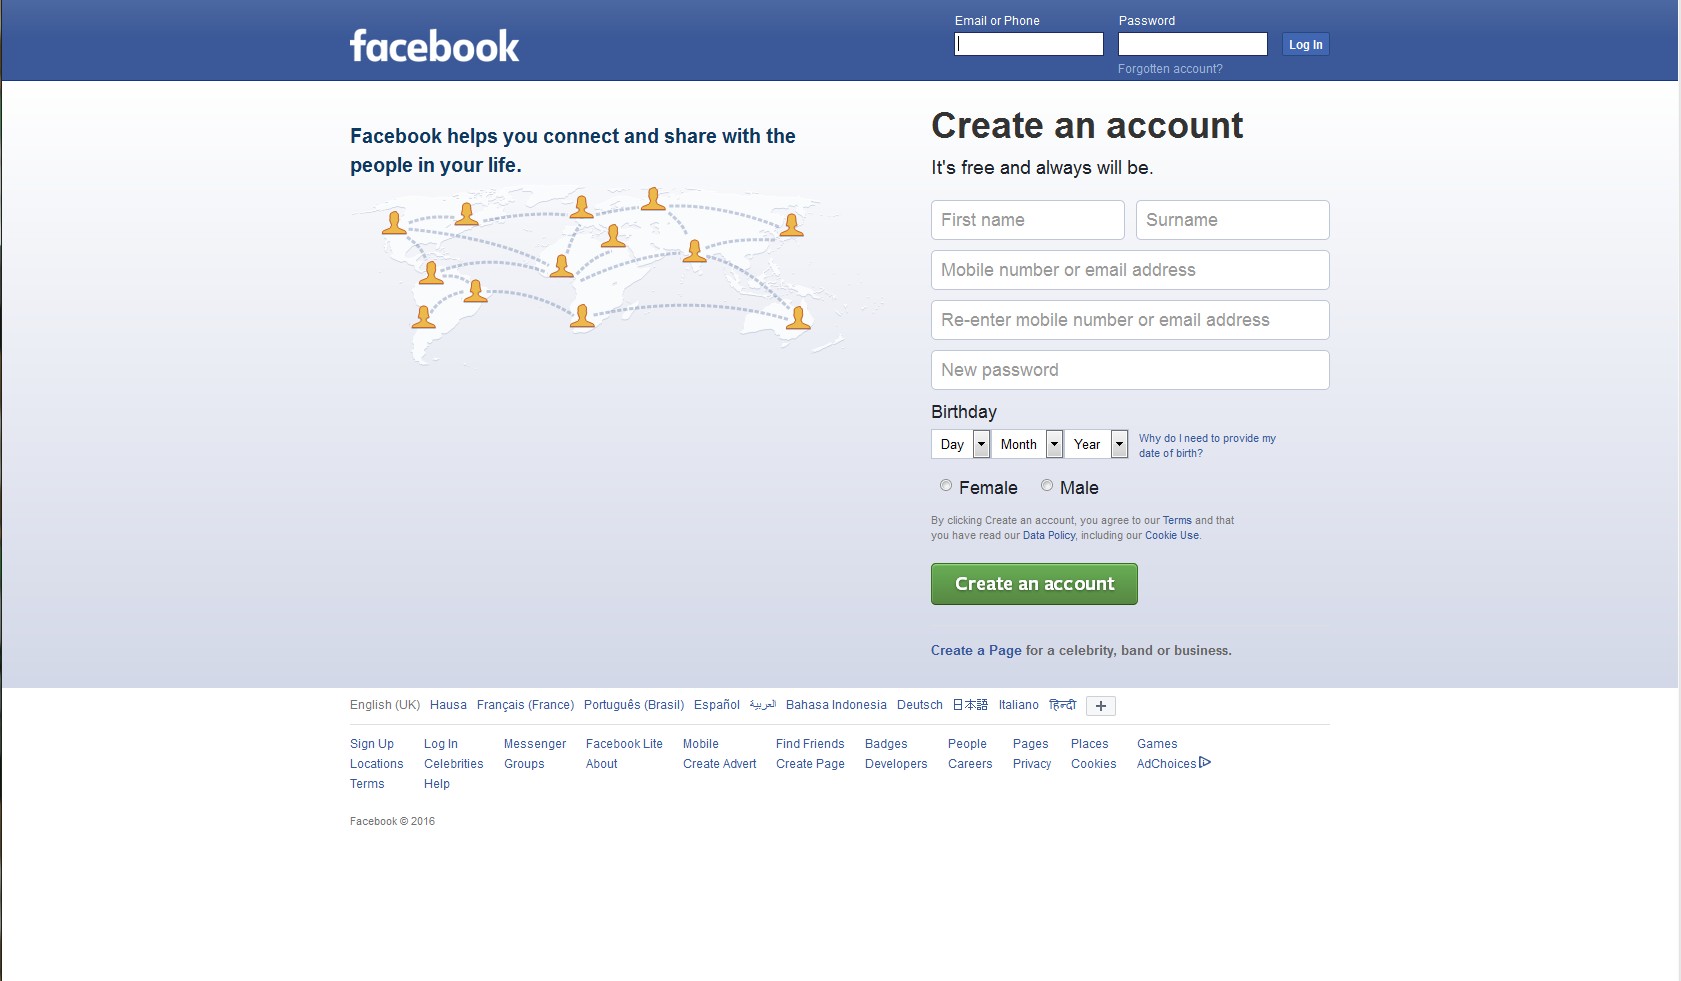 facebook
Email or Phone
Password
Log In
Forgotten account?
Facebook helps you connect and share with the
people in your life.
Create an account
It's free and always will be.
First name
Surname
Mobile number or email address
Re-enter mobile number or email address
New password
Birthday
Day
Month
Year
Why do I need to provide my
date of birth?
Female
Male
By clicking Create an account, you agree to our Terms and that
you have read our Data Policy, including our Cookie Use.
Create an account
Create a Page for a celebrity, band or business.
English (UK) Hausa Français (France) Português (Brasil) Español العربية Bahasa Indonesia Deutsch 日本語 Italiano हिन्दी +
Sign Up Log In Messenger Facebook Lite Mobile Find Friends Badges People Pages Places Games
Locations Celebrities Groups About Create Advert Create Page Developers Careers Privacy Cookies AdChoices
Terms Help
Facebook © 2016